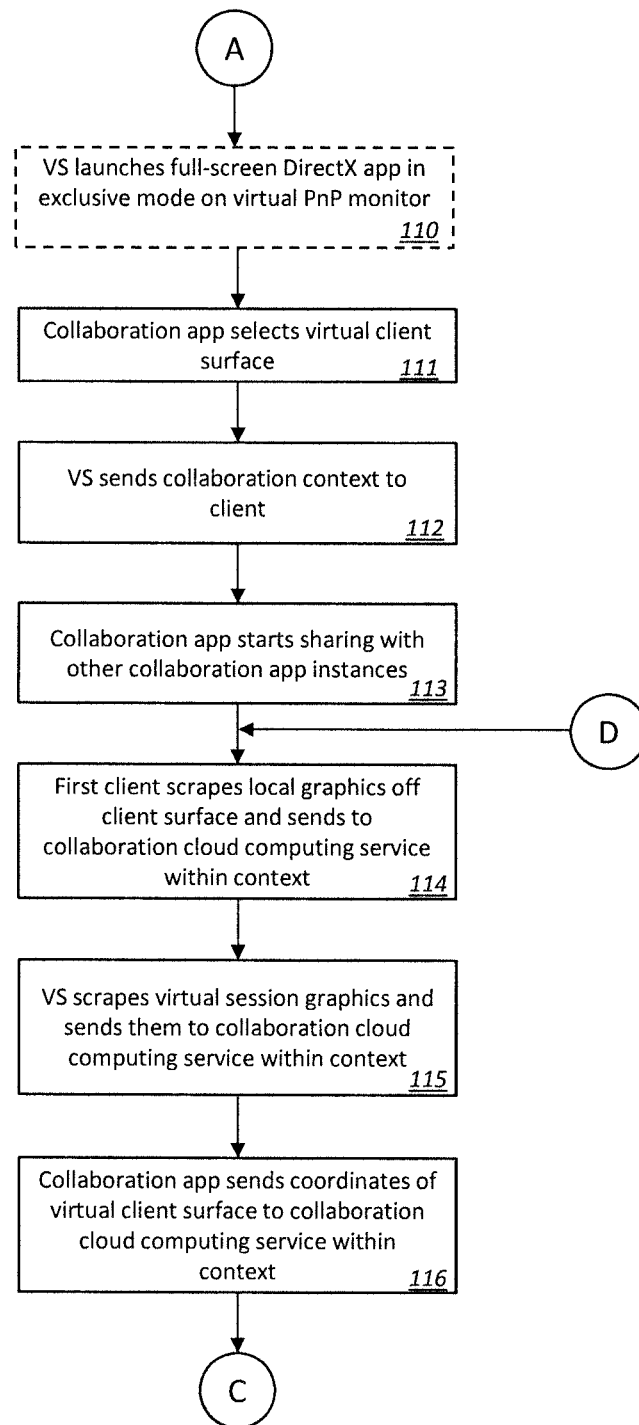 A
VS launches full-screen DirectX app in
exclusive mode on virtual PnP monitor
110
Collaboration app selects virtual client
surface
111
VS sends collaboration context to
client
112
Collaboration app starts sharing with
other collaboration app instances
113
D
First client scrapes local graphics off
client surface and sends to
collaboration cloud computing service
within context
114
VS scrapes virtual session graphics and
sends them to collaboration cloud
computing service within context
115
Collaboration app sends coordinates of
virtual client surface to collaboration
cloud computing service within
context
116
C